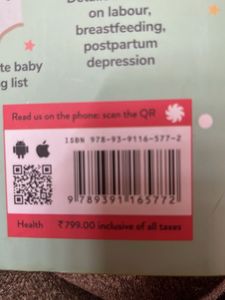 on labour,
breastfeeding,
postpartum
depression
te baby
g list
Read us on the phone: scan the QR
ISBN 978-93-9116-577-2
9 789391 165772
Health ₹799.00 inclusive of all taxes